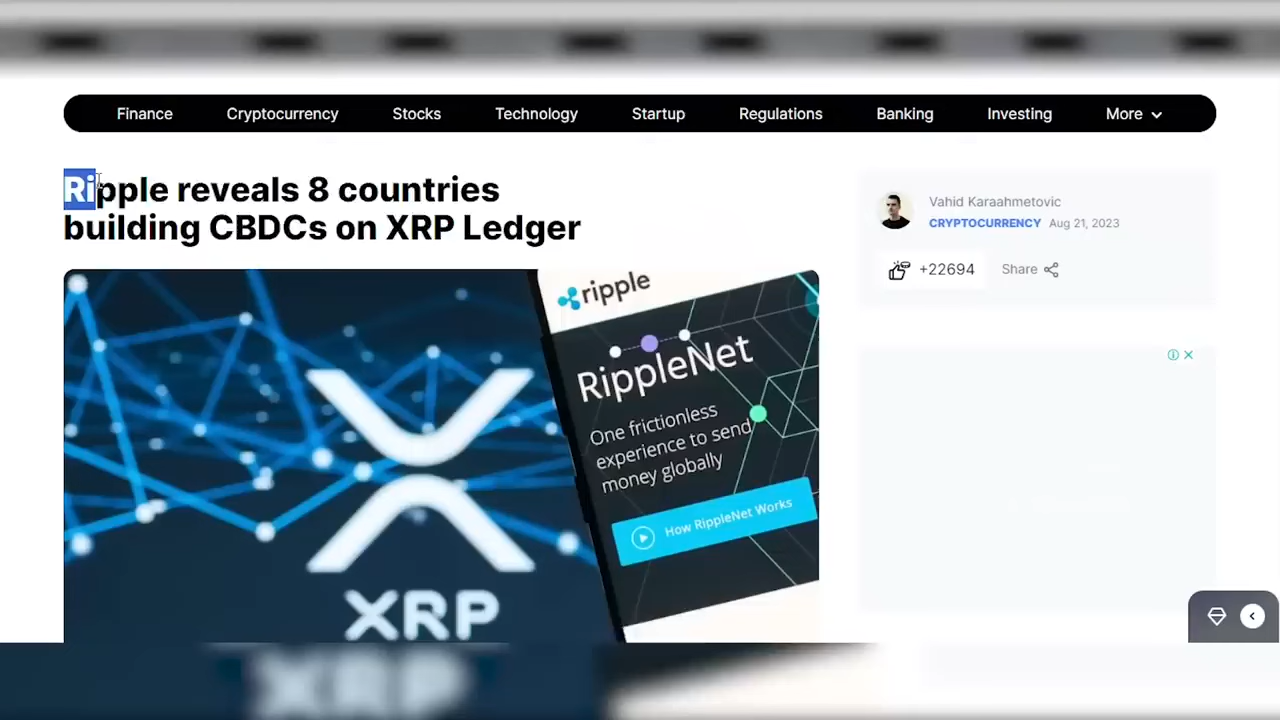 Finance Cryptocurrency Stocks Technology Startup Regulations Banking Investing More
Ripple reveals 8 countries
building CBDCs on XRP Ledger
Vahid Karaahmetovic
CRYPTOCURRENCY Aug 21, 2023
+22694 Share
ripple
RippleNet
One frictionless
experience to send
money globally
How RippleNet Works
XRP
XRP